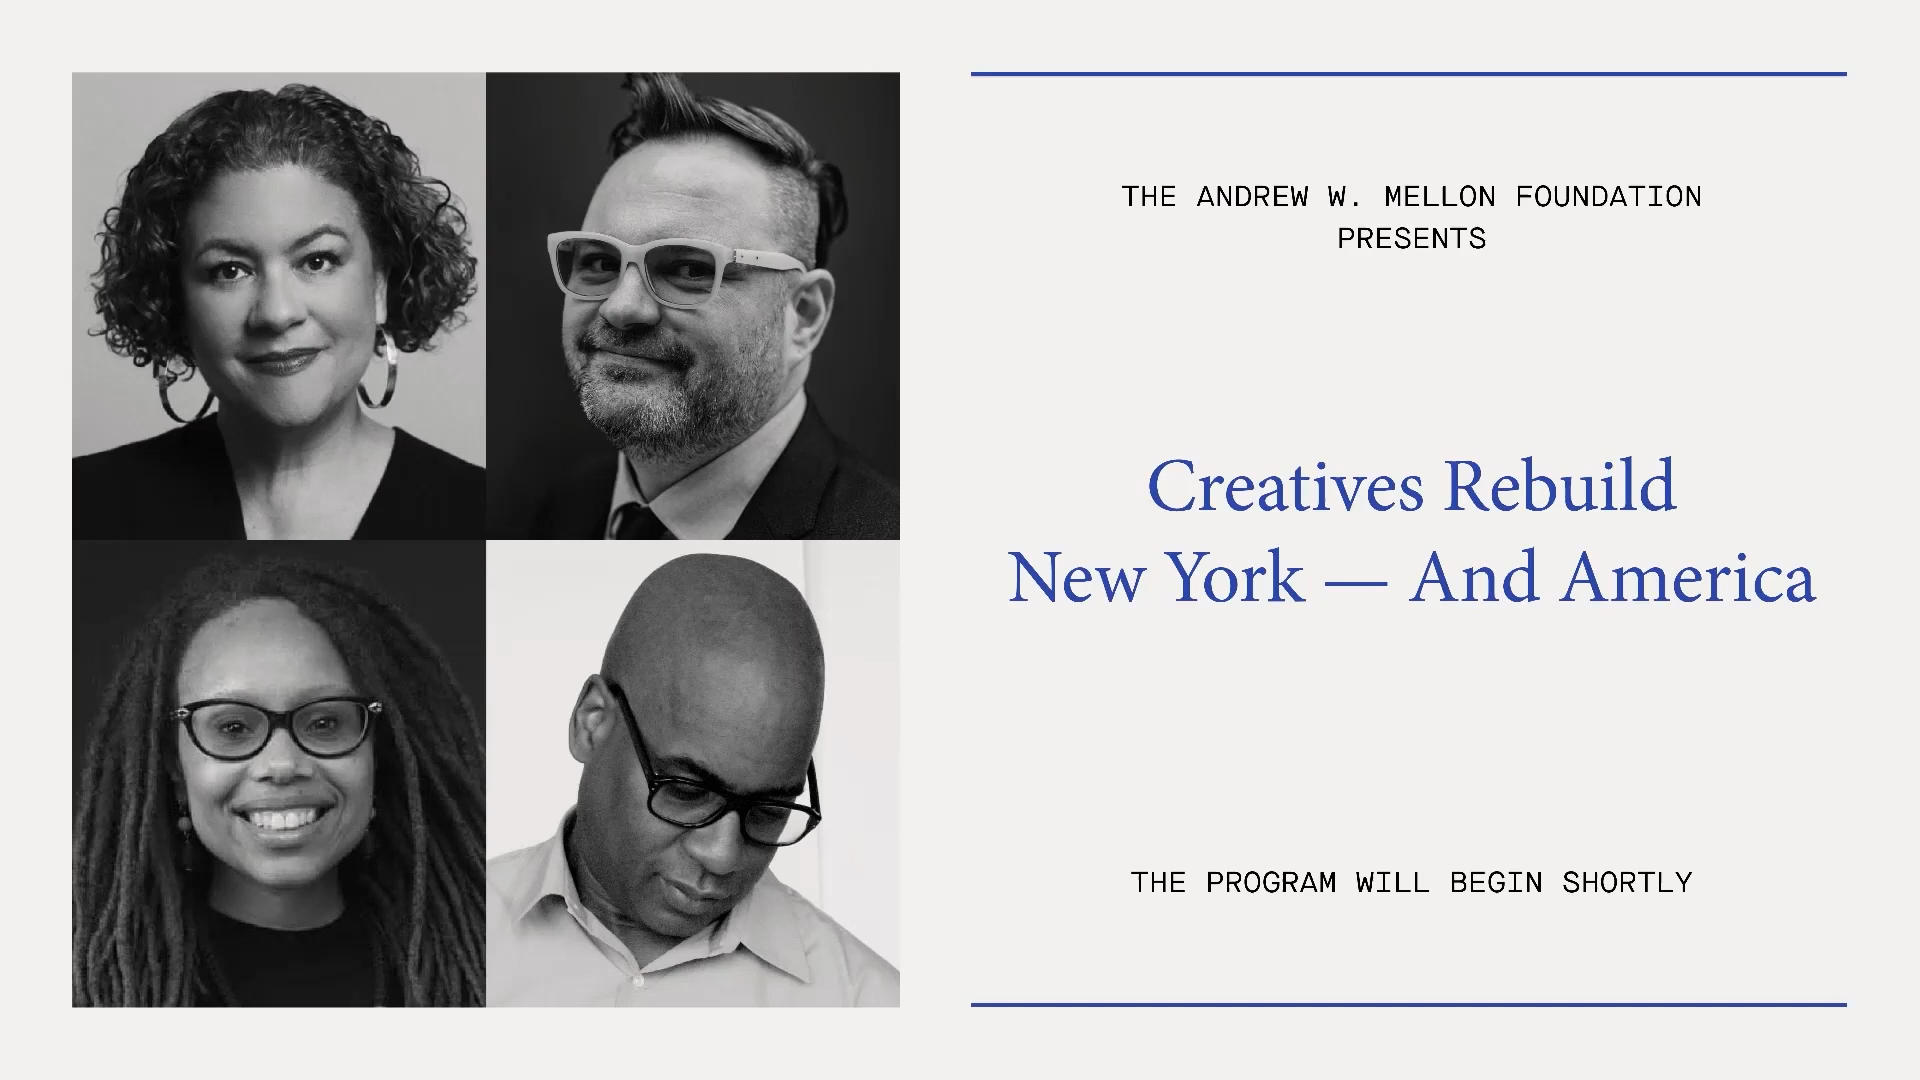 THE ANDREW W. MELLON FOUNDATION
PRESENTS
Creatives Rebuild
New York — And America
THE PROGRAM WILL BEGIN SHORTLY